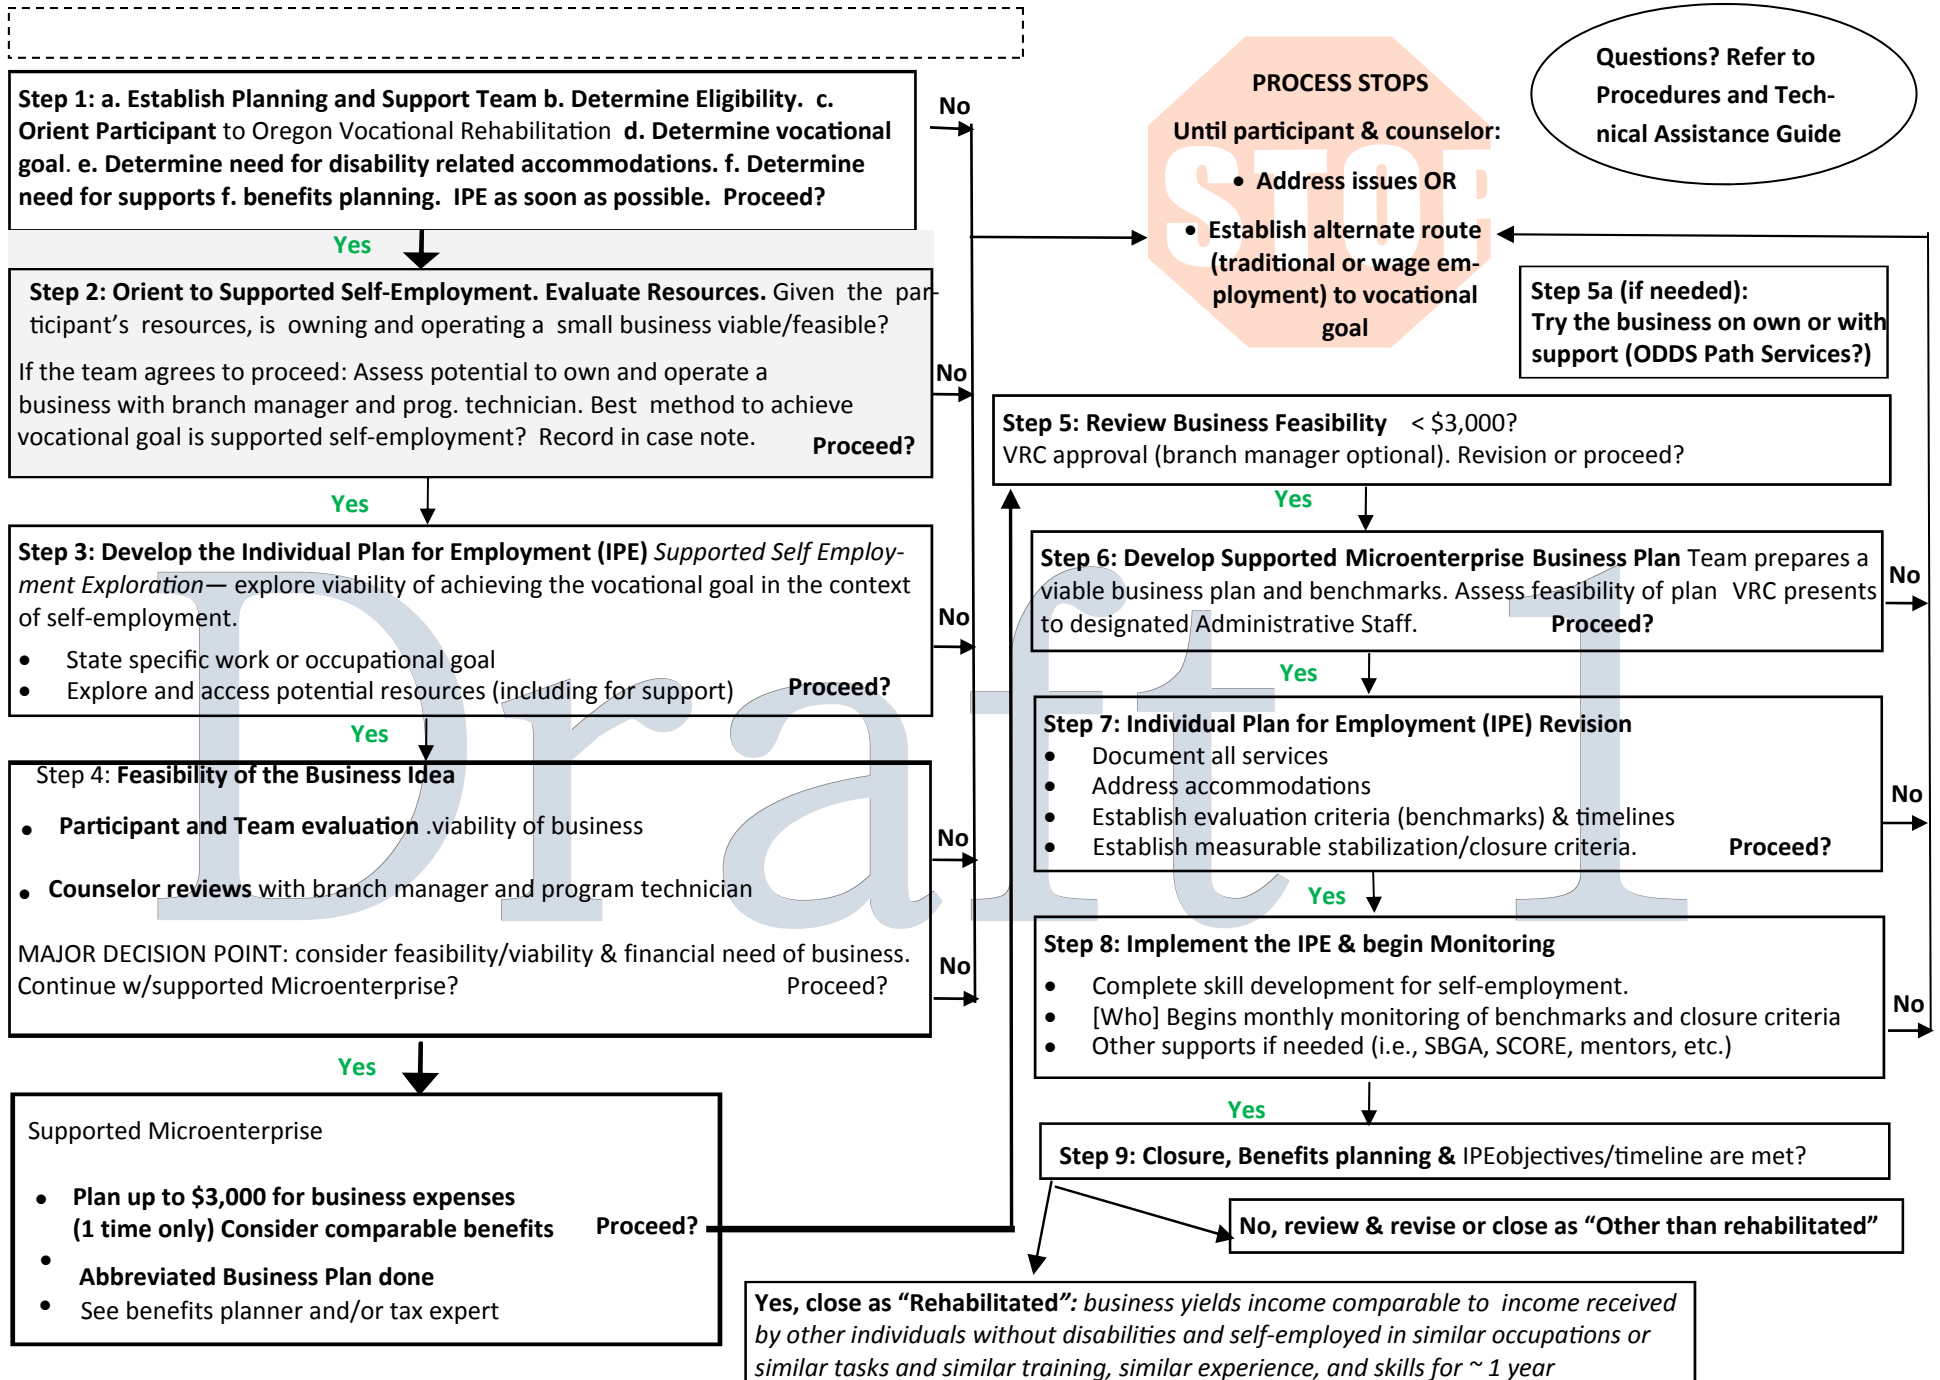 Step 1: a. Establish Planning and Support Team b. Determine Eligibility. c.
Orient Participant to Oregon Vocational Rehabilitation d. Determine vocational
goal. e. Determine need for disability related accommodations. f. Determine
need for supports f. benefits planning. IPE as soon as possible. Proceed?
No
Yes
Step 2: Orient to Supported Self-Employment. Evaluate Resources. Given the par-
ticipant's resources, is owning and operating a small business viable/feasible?
If the team agrees to proceed: Assess potential to own and operate a
business with branch manager and prog. technician. Best method to achieve
vocational goal is supported self-employment? Record in case note.
Proceed?
No
Yes
Step 3: Develop the Individual Plan for Employment (IPE) Supported Self Employ-
ment Exploration— explore viability of achieving the vocational goal in the context
of self-employment.
• State specific work or occupational goal
• Explore and access potential resources (including for support)
Proceed?
No
Yes
Step 4: Feasibility of the Business Idea
• Participant and Team evaluation .viability of business
No
• Counselor reviews with branch manager and program technician
MAJOR DECISION POINT: consider feasibility/viability & financial need of business.
Continue w/supported Microenterprise? Proceed?
No
Yes
Supported Microenterprise
• Plan up to $3,000 for business expenses
(1 time only) Consider comparable benefits
Proceed?
•
Abbreviated Business Plan done
• See benefits planner and/or tax expert
STOP
PROCESS STOPS
Until participant & counselor:
• Address issues OR
• Establish alternate route
(traditional or wage em-
ployment) to vocational
goal
Questions? Refer to
Procedures and Tech-
nical Assistance Guide
Step 5a (if needed):
Try the business on own or with
support (ODDS Path Services?)
Step 5: Review Business Feasibility < $3,000?
VRC approval (branch manager optional). Revision or proceed?
Yes
Step 6: Develop Supported Microenterprise Business Plan Team prepares a
viable business plan and benchmarks. Assess feasibility of plan VRC presents
to designated Administrative Staff. Proceed?
No
Yes
Step 7: Individual Plan for Employment (IPE) Revision
• Document all services
• Address accommodations
• Establish evaluation criteria (benchmarks) & timelines
• Establish measurable stabilization/closure criteria. Proceed?
No
Yes
Step 8: Implement the IPE & begin Monitoring
• Complete skill development for self-employment.
• [Who] Begins monthly monitoring of benchmarks and closure criteria
• Other supports if needed (i.e., SBGA, SCORE, mentors, etc.)
No
Yes
Step 9: Closure, Benefits planning & IPEobjectives/timeline are met?
No, review & revise or close as “Other than rehabilitated”
Yes, close as “Rehabilitated”: business yields income comparable to income received
by other individuals without disabilities and self-employed in similar occupations or
similar tasks and similar training, similar experience, and skills for ~ 1 year
Draft 1